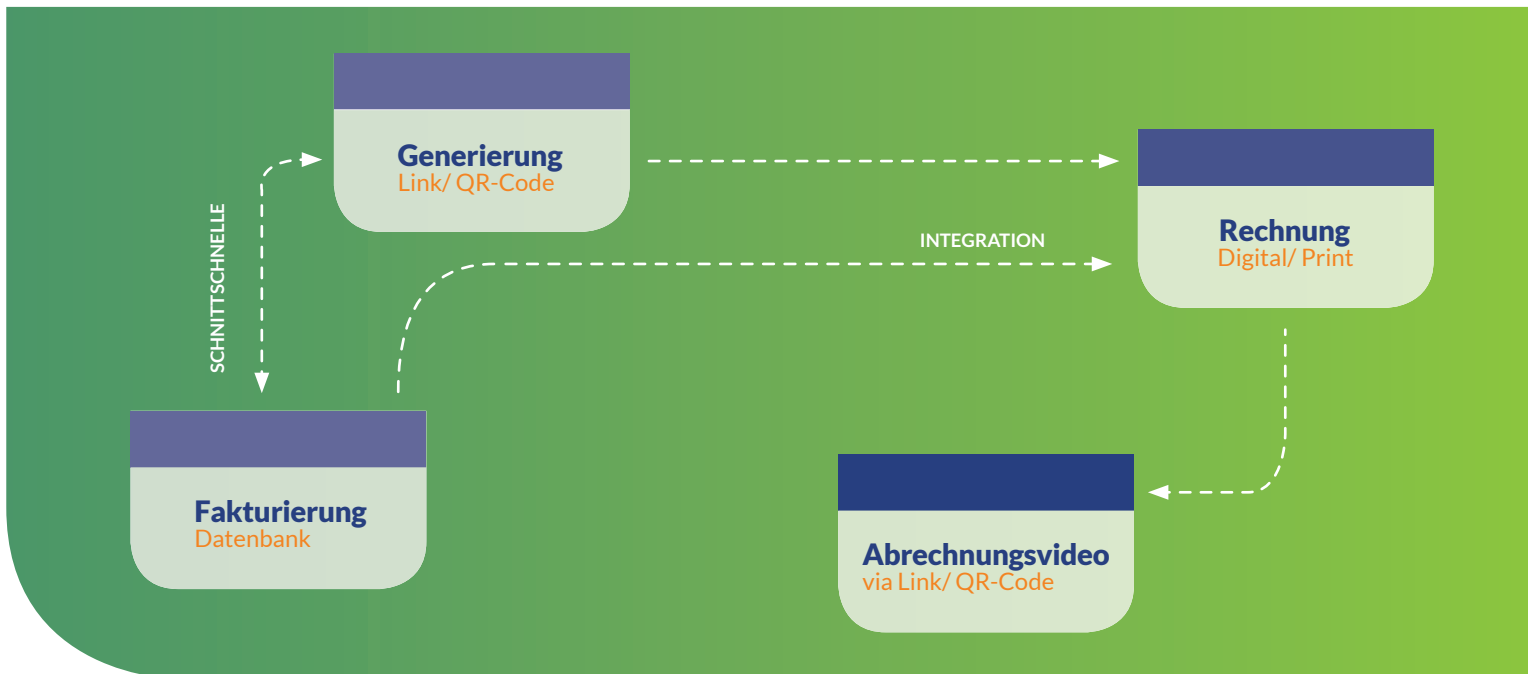 Generierung
Link/ QR-Code
SCHNITTSCHNELLE
INTEGRATION
Rechnung
Digital/ Print
Fakturierung
Datenbank
Abrechnungsvideo
via Link/ QR-Code